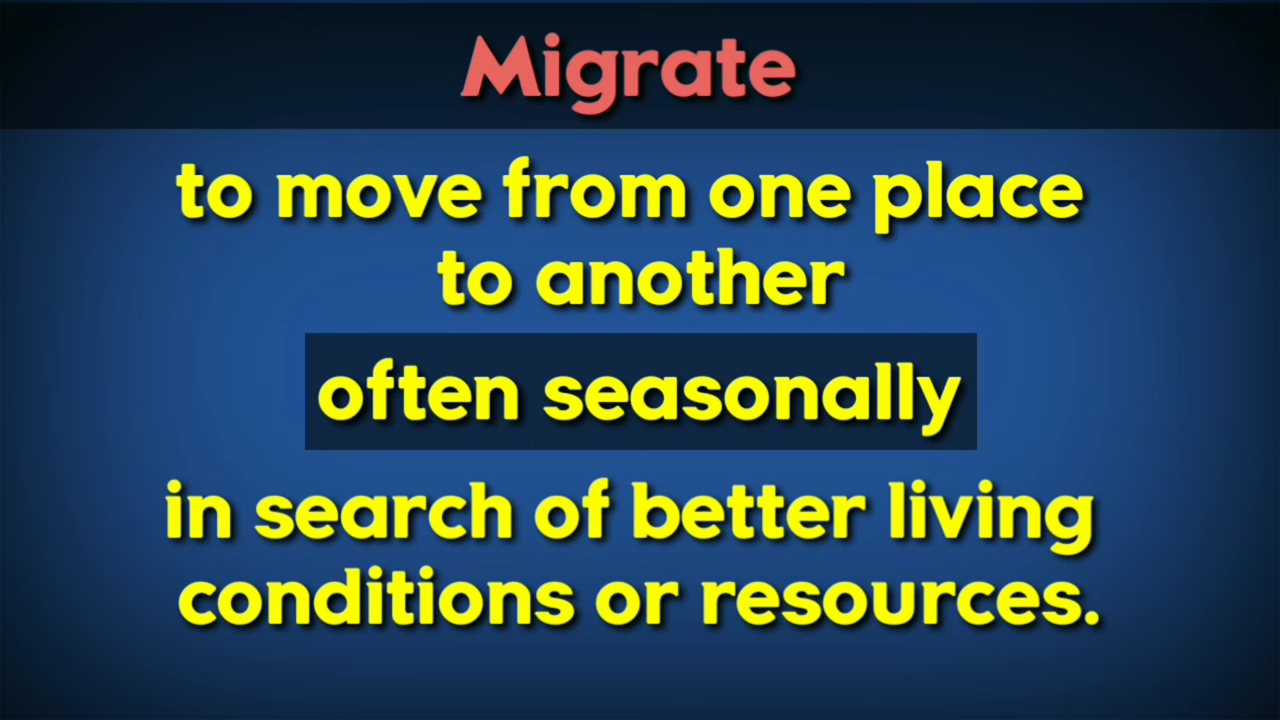 Migrate
to move from one place
to another
often seasonally
in search of better living
conditions or resources.